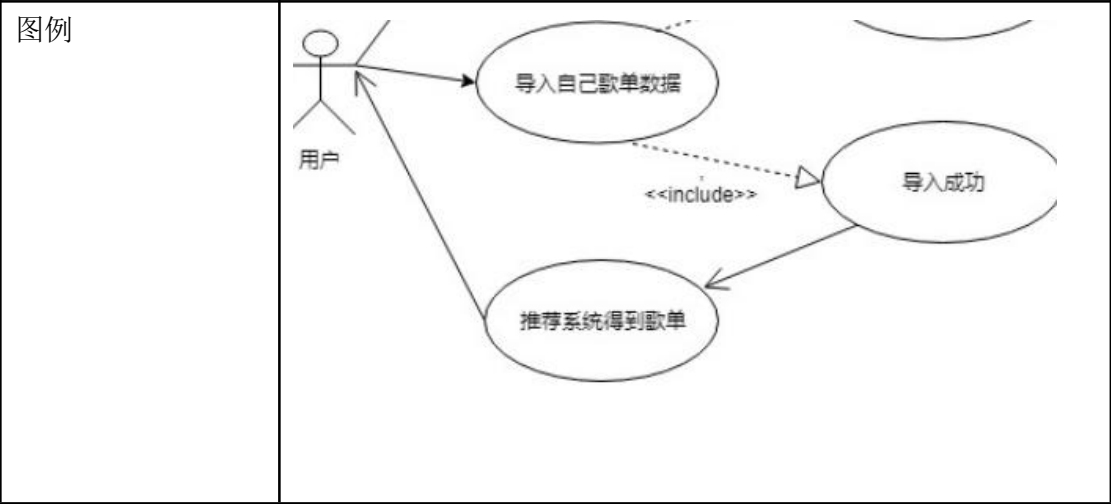 图例
导入自己歌单数据
用户
导入成功
<<include>>
推荐系统得到歌单